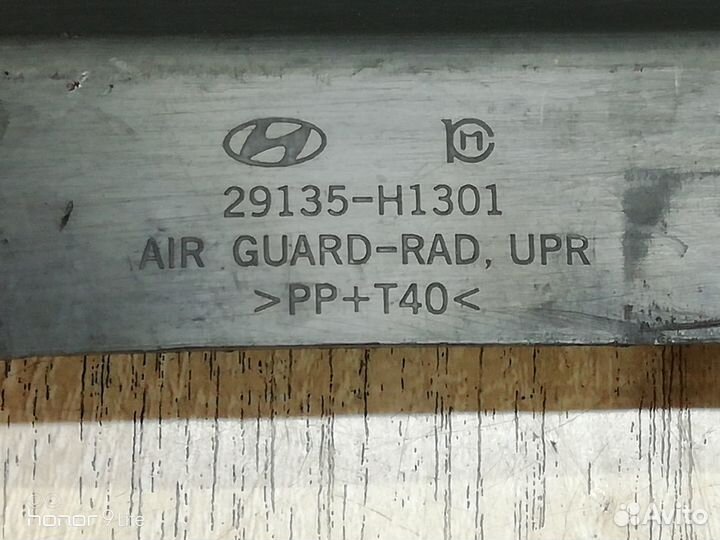 29135-H1301
AIR GUARD-RAD, UPR
>PP+T40<
honor 9 Lite
Avito